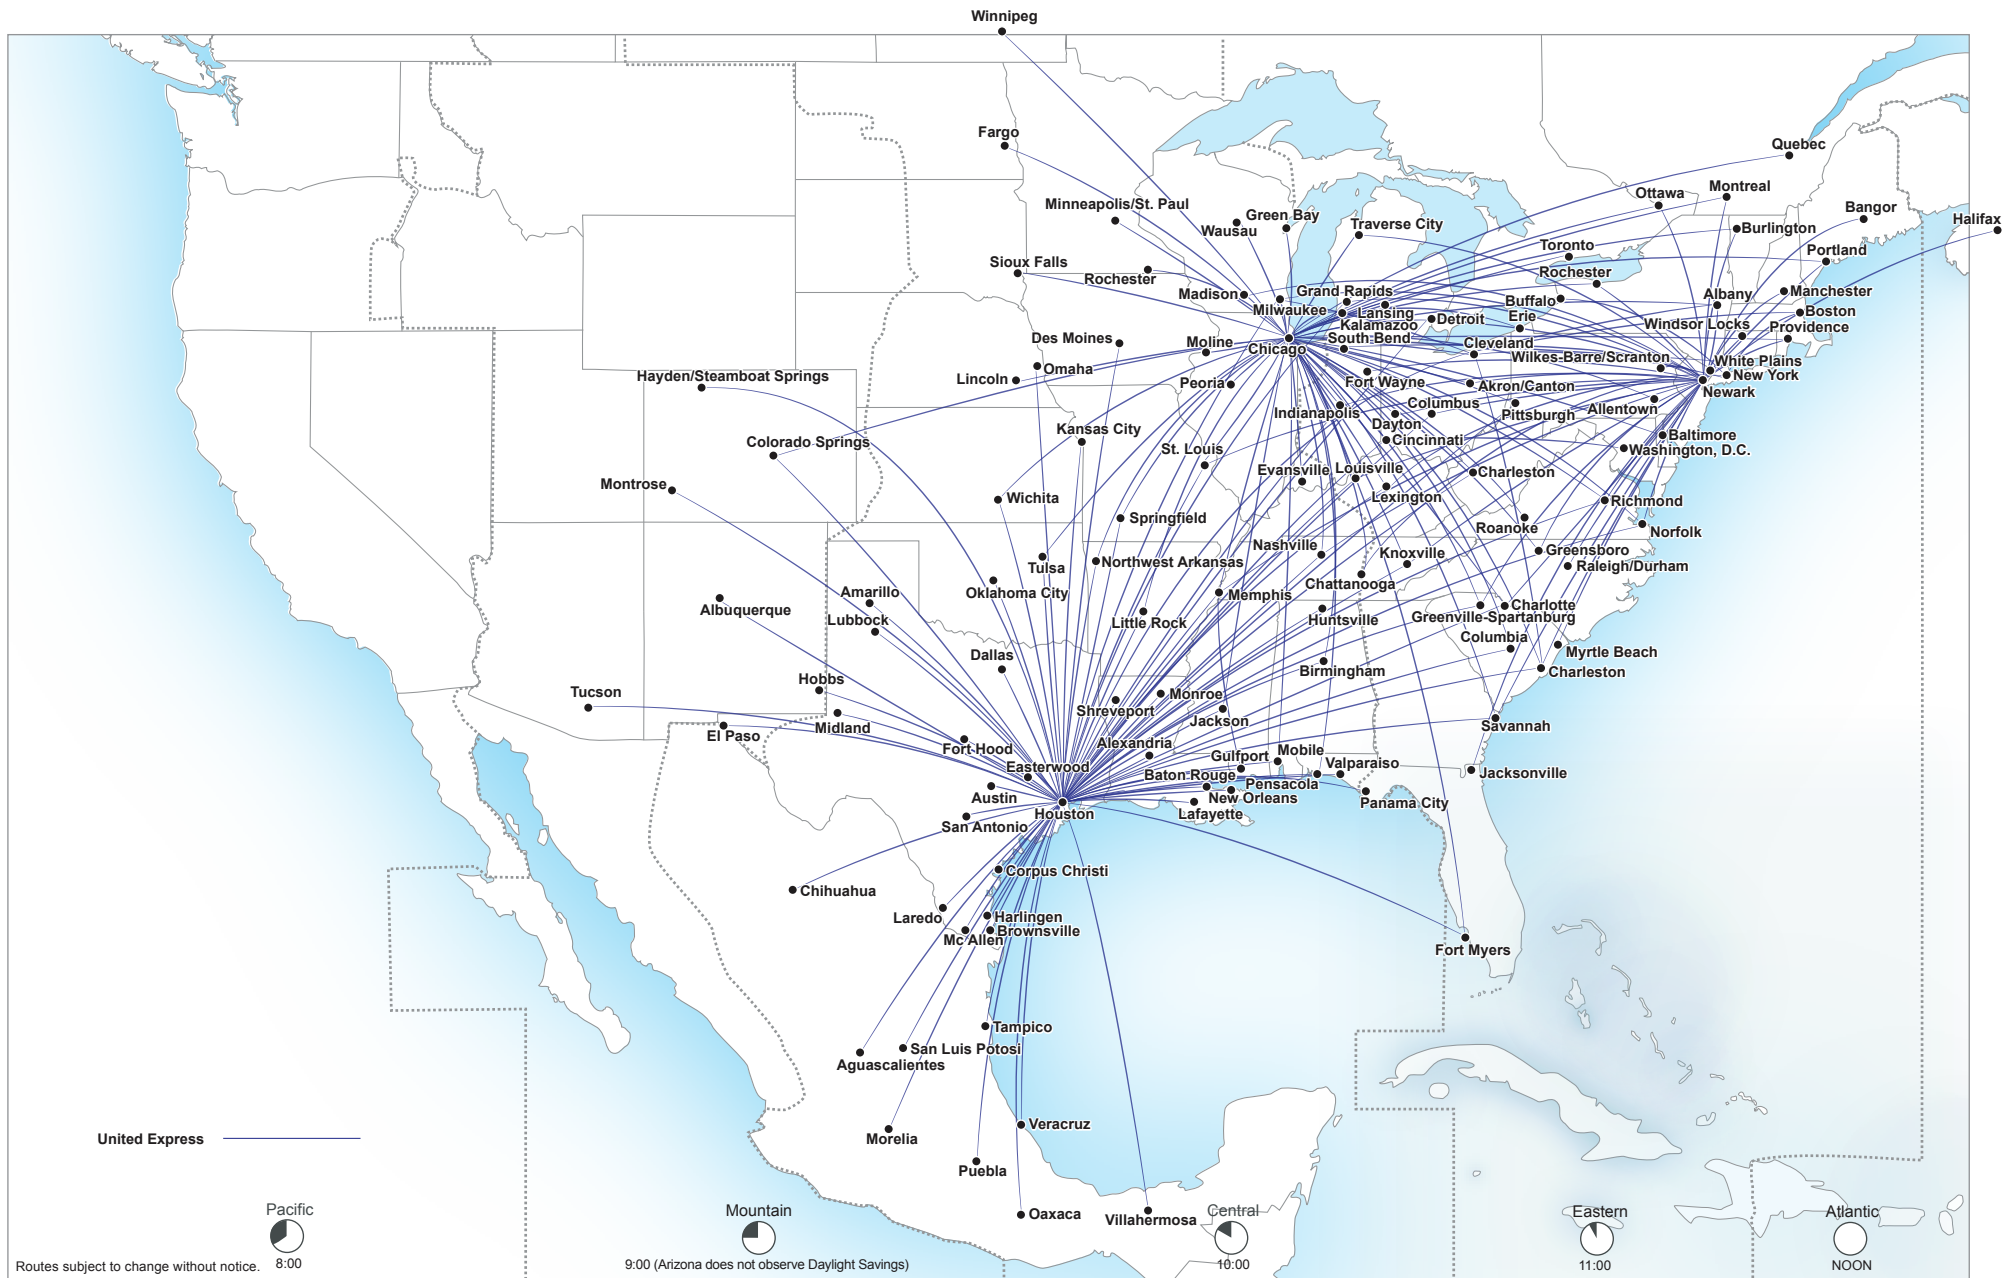 Winnipeg
Fargo
Quebec
Minneapolis/St. Paul
Green Bay
Wausau
Traverse City
Ottawa
Montreal
Bangor
Halifax
Burlington
Toronto
Portland
Sioux Falls
Rochester
Rochester
Madison
Grand Rapids
Milwaukee
Lansing
Kalamazoo
Detroit
Buffalo
Erie
Albany
Manchester
Boston
Windsor Locks
Providence
Des Moines
Moline
Chicago
South Bend
Cleveland
Wilkes-Barre/Scranton
White Plains
New York
Newark
Hayden/Steamboat Springs
Lincoln
Omaha
Peoria
Fort Wayne
Akron/Canton
Indianapolis
Columbus
Pittsburgh
Allentown
Dayton
Colorado Springs
Kansas City
St. Louis
Cincinnati
Baltimore
Washington, D.C.
Montrose
Wichita
Evansville
Louisville
Charleston
Lexington
Richmond
Springfield
Roanoke
Norfolk
Nashville
Knoxville
Greensboro
Raleigh/Durham
Tulsa
Northwest Arkansas
Chattanooga
Albuquerque
Amarillo
Lubbock
Oklahoma City
Memphis
Little Rock
Huntsville
Charlotte
Greenville-Spartanburg
Columbia
Myrtle Beach
Dallas
Birmingham
Charleston
Tucson
Hobbs
Monroe
Shreveport
Jackson
Savannah
El Paso
Midland
Fort Hood
Alexandria
Gulfport
Mobile
Valparaiso
Easterwood
Baton Rouge
Pensacola
Jacksonville
Austin
New Orleans
Panama City
Houston
Lafayette
San Antonio
Corpus Christi
Chihuahua
Laredo
Harlingen
Mc Allen
Brownsville
Fort Myers
Tampico
San Luis Potosi
Aguascalientes
Veracruz
Morelia
Puebla
Oaxaca
Villahermosa
United Express
Pacific
Mountain
Central
Eastern
Atlantic
Routes subject to change without notice.
8:00
9:00 (Arizona does not observe Daylight Savings)
10:00
11:00
NOON